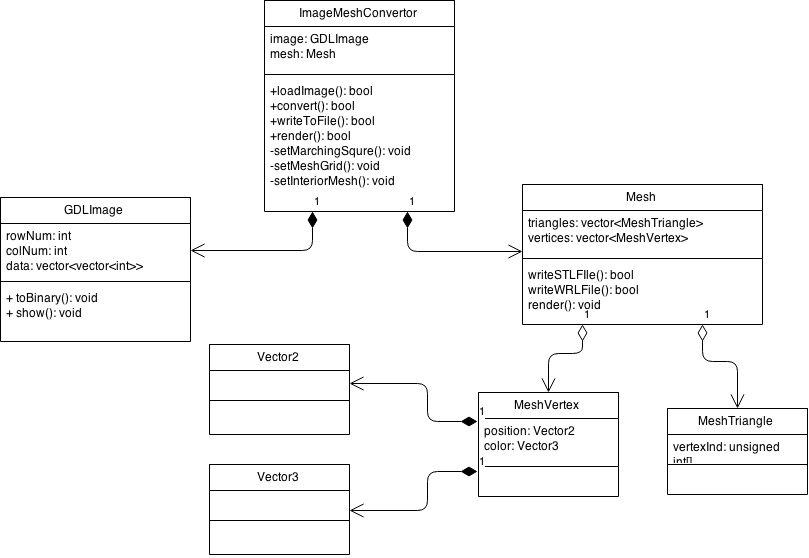 ImageMeshConvertor
image: GDLImage
mesh: Mesh
+loadImage(): bool
+convert(): bool
+writeToFile(): bool
+render(): bool
-setMarchingSqure(): void
-setMeshGrid(): void
-setInteriorMesh(): void
1
1
GDLImage
rowNum: int
colNum: int
data: vector<vector<int>>
+ toBinary(): void
+ show(): void
Mesh
triangles: vector<MeshTriangle>
vertices: vector<MeshVertex>
writeSTLFIle(): bool
writeWRLFile(): bool
render(): void
1
1
Vector2
MeshVertex
1
position: Vector2
color: Vector3
1
MeshTriangle
vertexInd: unsigned
int[]
Vector3